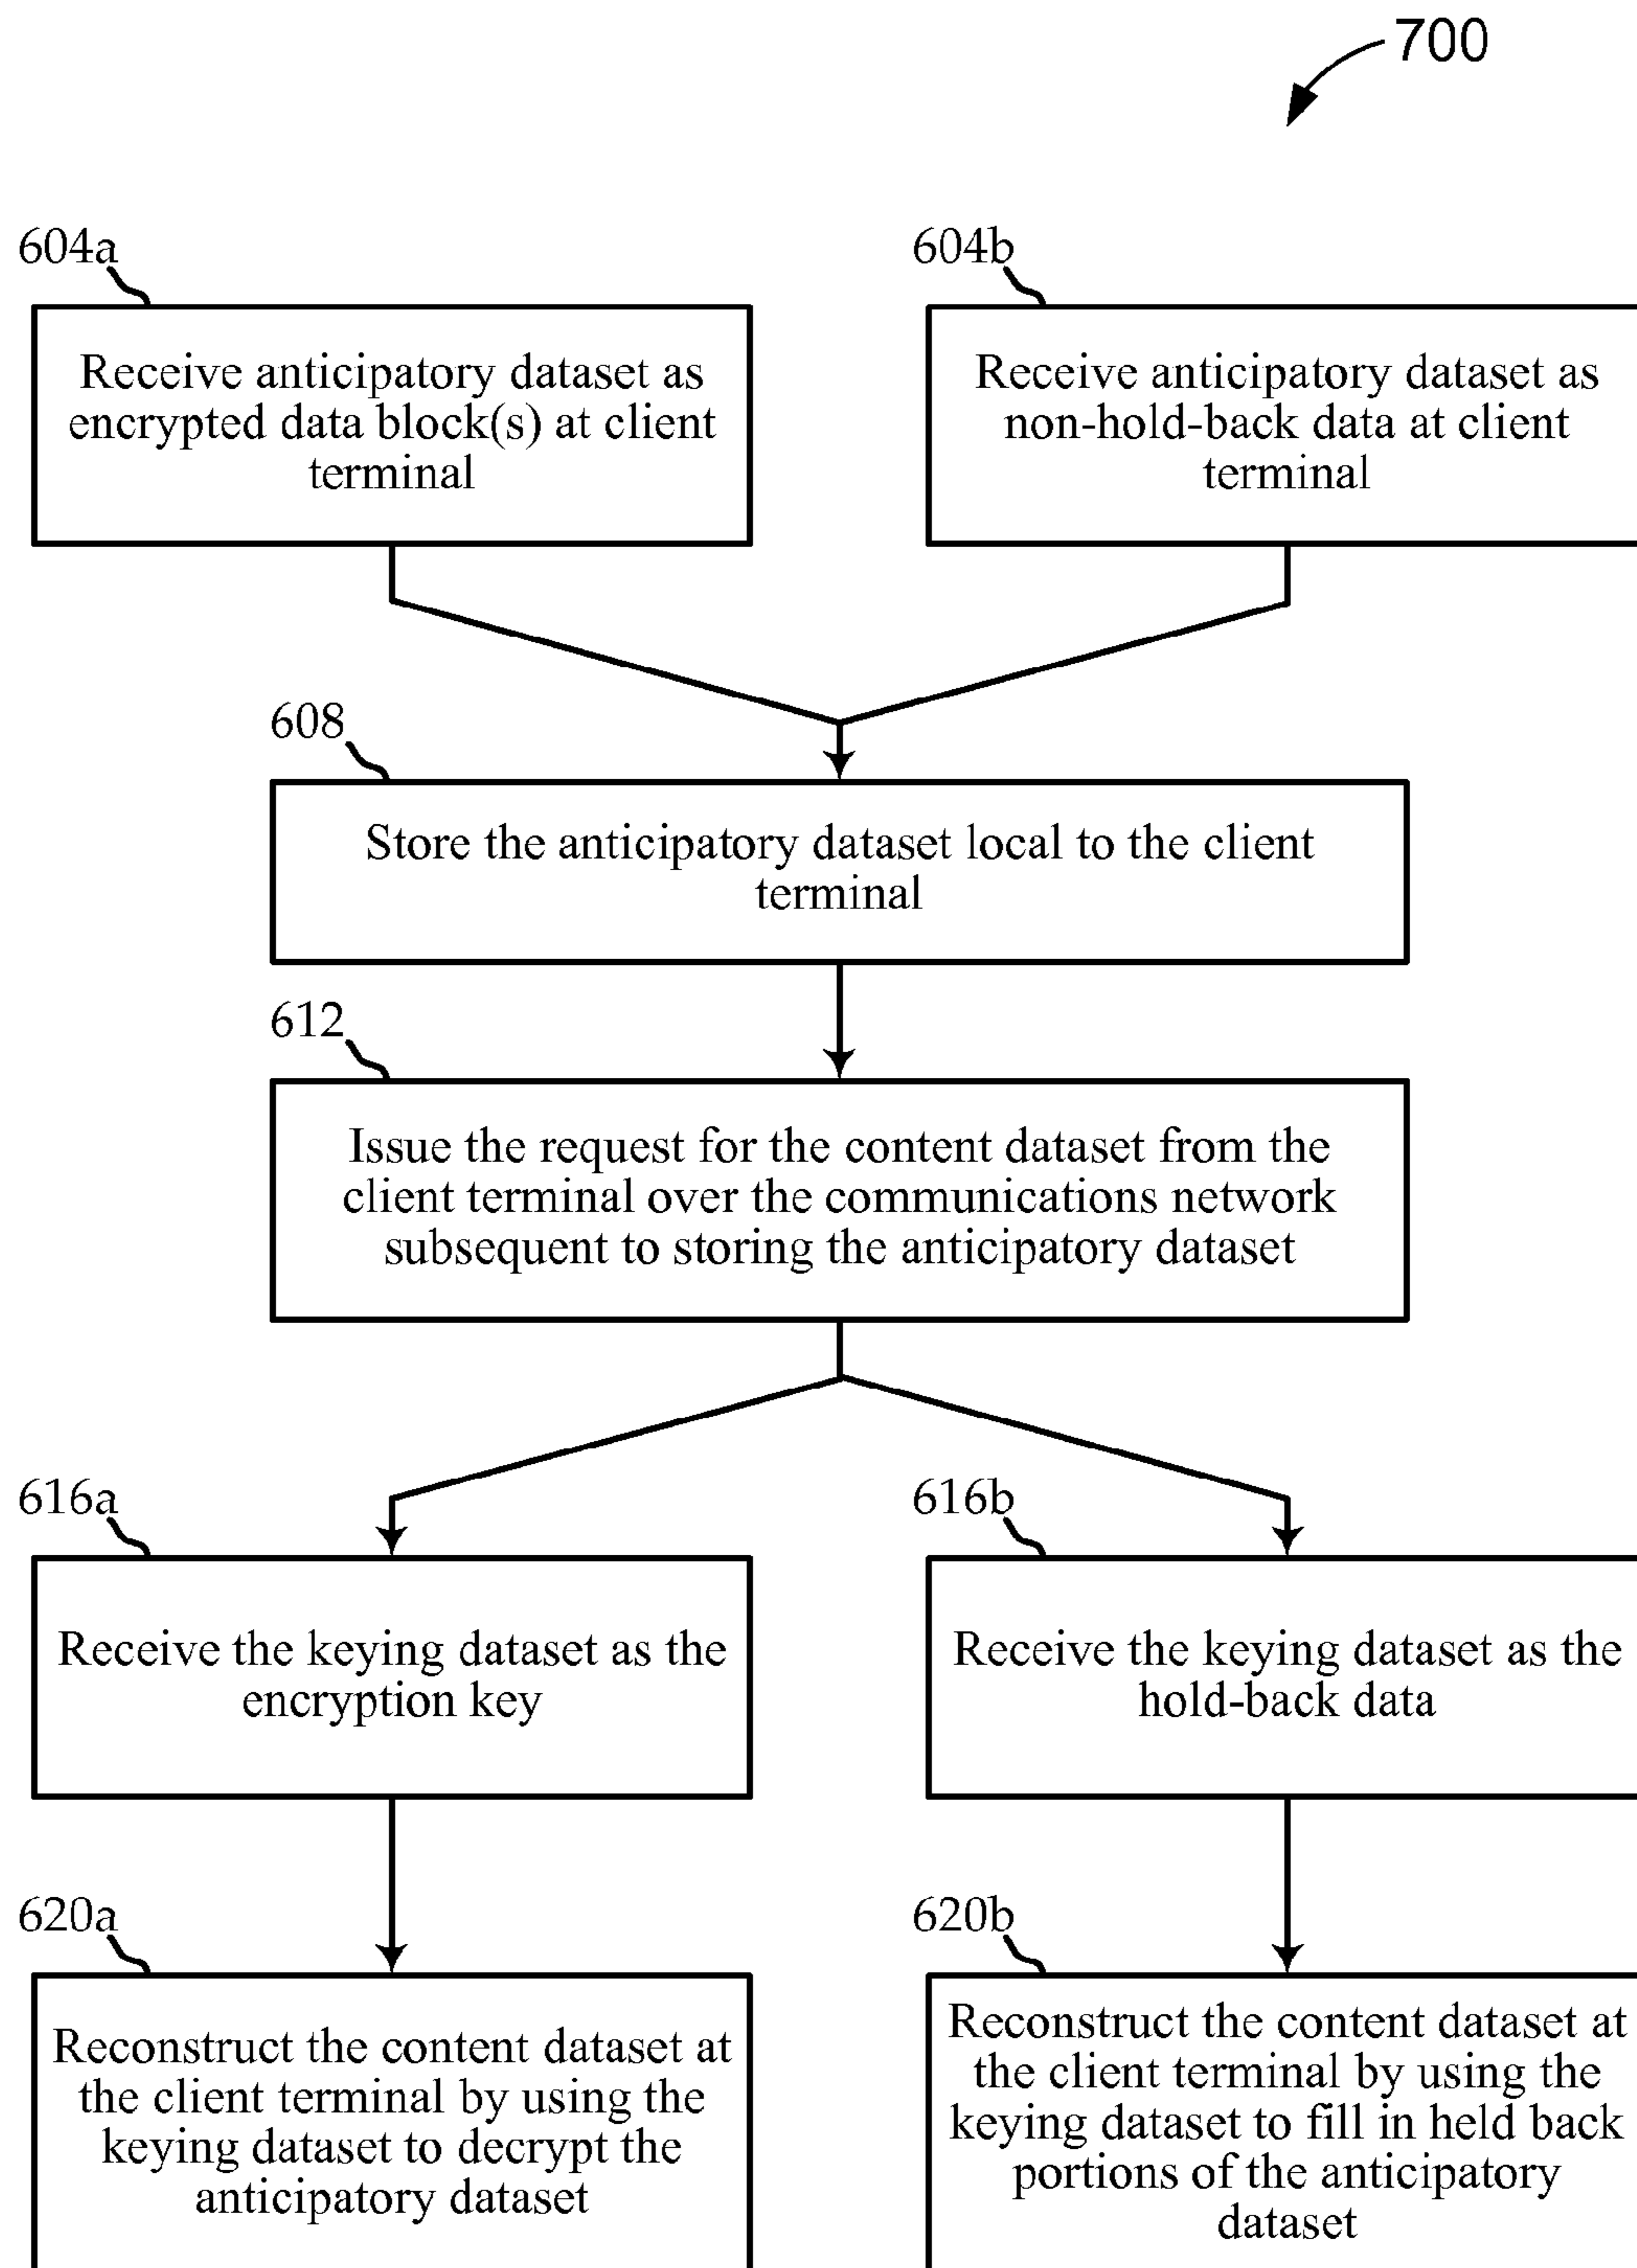 700
604a
604b
Receive anticipatory dataset as
encrypted data block(s) at client
terminal
Receive anticipatory dataset as
non-hold-back data at client
terminal
608
Store the anticipatory dataset local to the client
terminal
612
Issue the request for the content dataset from the
client terminal over the communications network
subsequent to storing the anticipatory dataset
616a
616b
Receive the keying dataset as the
encryption key
Receive the keying dataset as the
hold-back data
620a
620b
Reconstruct the content dataset at
the client terminal by using the
keying dataset to decrypt the
anticipatory dataset
Reconstruct the content dataset at
the client terminal by using the
keying dataset to fill in held back
portions of the anticipatory
dataset